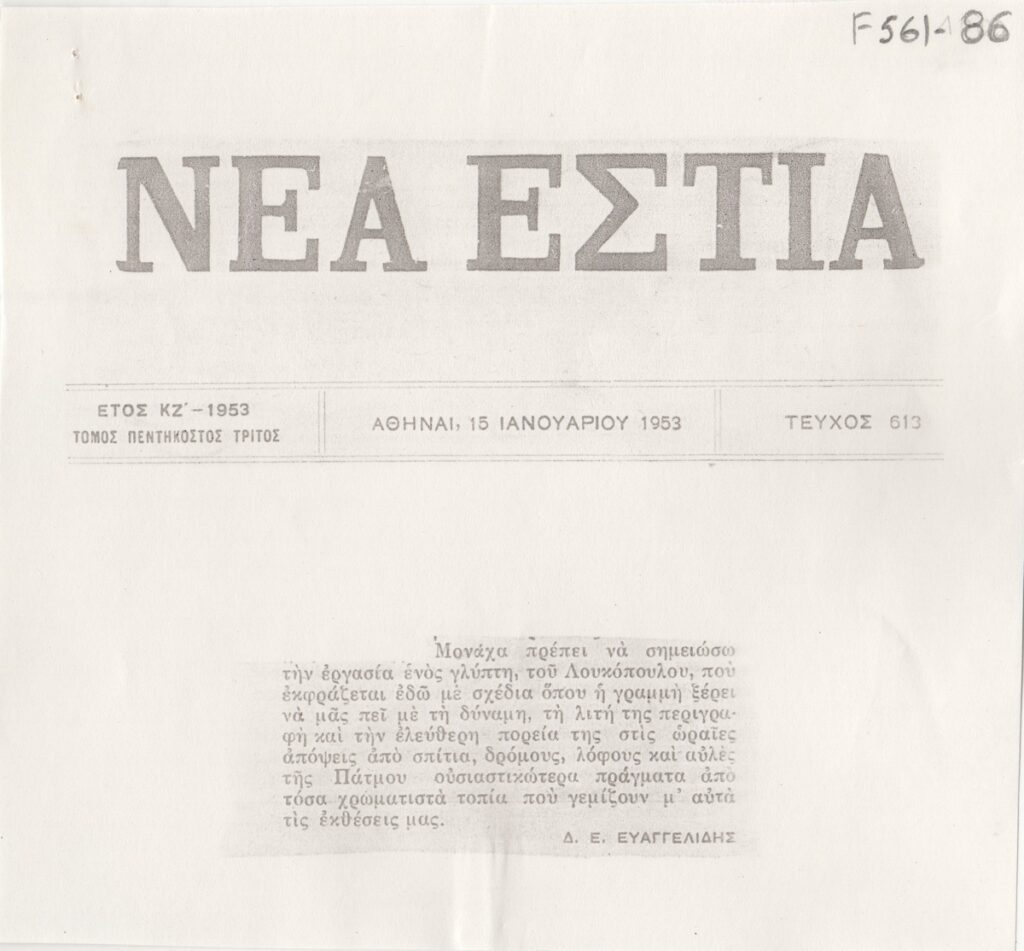 F561-86
ΝΕΑ ΕΣΤΙΑ
ΕΤΟΣ ΚΖ΄ – 1953
ΤΟΜΟΣ ΠΕΝΤΗΚΟΣΤΟΣ ΤΡΙΤΟΣ
ΑΘΗΝΑΙ, 15 ΙΑΝΟΥΑΡΙΟΥ 1953
ΤΕΥΧΟΣ 613
Μονάχα πρέπει νὰ σημειώσω
τὴν ἐργασία ἑνὸς γλύπτη, τοῦ Λουκόπουλου, ποὺ
ἐκφράζεται ἐδῶ μὲ σχέδια ὅπου ἡ γραμμὴ ξέρει
νὰ μᾶς πεῖ μὲ τὴ δύναμη, τὴ λιτή της περιγρα-
φὴ καὶ τὴν ἐλεύθερη πορεία της στὶς ὡραῖες
ἀπόψεις ἀπὸ σπίτια, δρόμους, λόφους καὶ αὐλὲς
τῆς Πάτμου οὐσιαστικώτερα πράγματα ἀπὸ
τόσα χρωματιστὰ τοπία ποὺ γεμίζουν μ' αὐτὰ
τὶς ἐκθέσεις μας.
Δ. Ε. ΕΥΑΓΓΕΛΙΔΗΣ